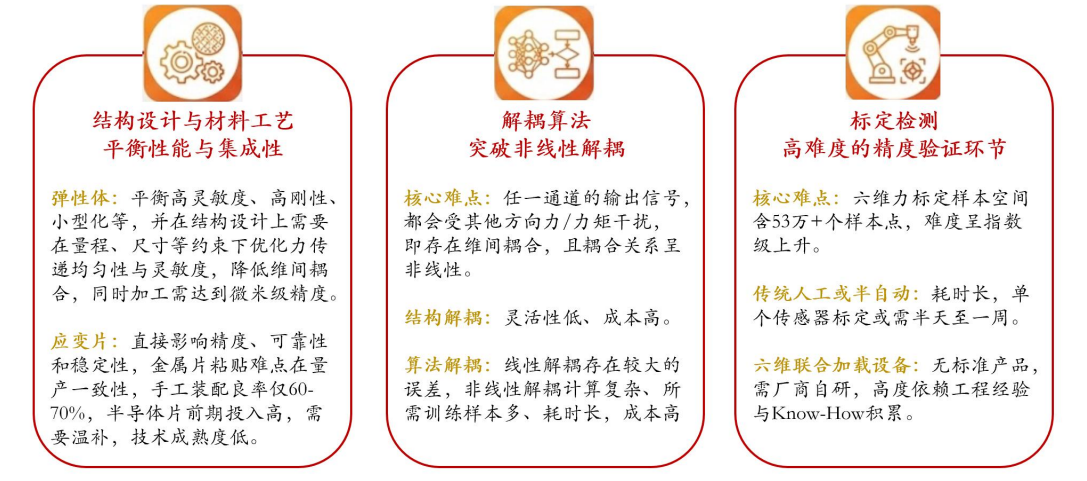 结构设计与材料工艺
平衡性能与集成性
弹性体：平衡高灵敏度、高刚性、
小型化等，并在结构设计上需要
在量程、尺寸等约束下优化力传
递均匀性与灵敏度，降低维间耦
合，同时加工需达到微米级精度。
应变片：直接影响精度、可靠性
和稳定性，金属片粘贴难点在量
产一致性，手工装配良率仅60-
70%，半导体片前期投入高，需
要温补，技术成熟度低。
解耦算法
突破非线性解耦
核心难点：任一通道的输出信号，
都会受其他方向力/力矩干扰，
即存在维间耦合，且耦合关系呈
非线性。
结构解耦：灵活性低、成本高。
算法解耦：线性解耦存在较大的
误差，非线性解耦计算复杂、所
需训练样本多、耗时长，成本高
标定检测
高难度的精度验证环节
核心难点：六维力标定样本空间
含53万+个样本点，难度呈指数
级上升。
传统人工或半自动：耗时长，单
个传感器标定或需半天至一周。
六维联合加载设备：无标准产品，
需厂商自研，高度依赖工程经验
与Know-How积累。